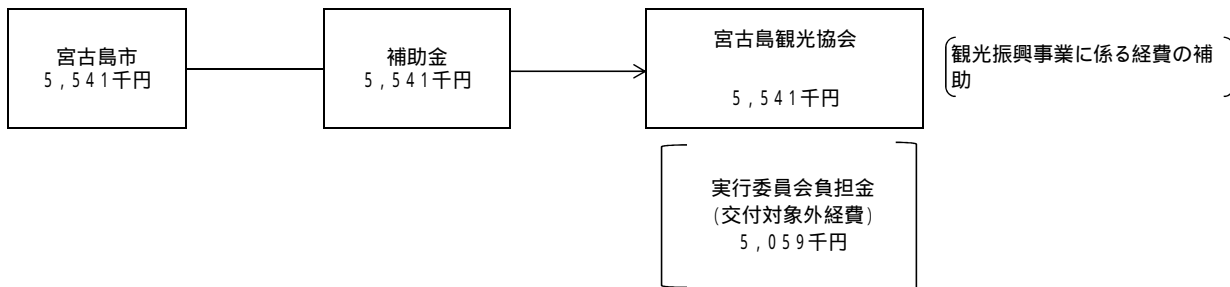 宮古島市
5,541千円
補助金
5,541千円
宮古島観光協会
5,541千円
観光振興事業に係る経費の補
助
実行委員会負担金
(交付対象外経費)
5,059千円